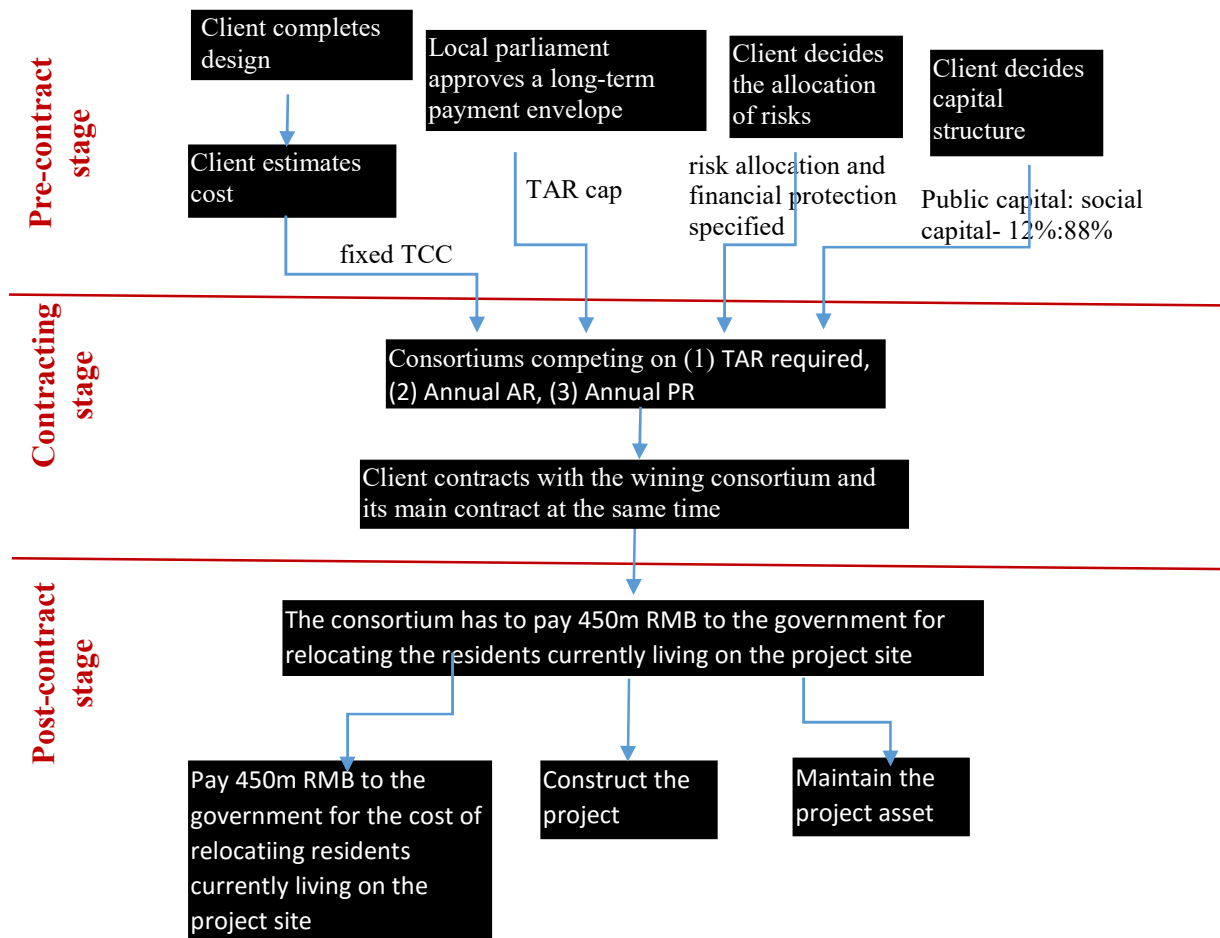 Pre-contract
stage
Client completes
design
Local parliament
approves a long-term
payment envelope
Client decides
the allocation
of risks
Client decides
capital
structure
Client estimates
cost
fixed TCC
TAR cap
risk allocation and
financial protection
specified
Public capital: social
capital- 12%:88%
Contracting
stage
Consortiums competing on (1) TAR required,
(2) Annual AR, (3) Annual PR
Client contracts with the wining consortium and
its main contract at the same time
Post-contract
stage
The consortium has to pay 450m RMB to the government for
relocating the residents currently living on the project site
Pay 450m RMB to the
government for the cost of
relocatiing residents
currently living on the
project site
Construct the
project
Maintain the
project asset